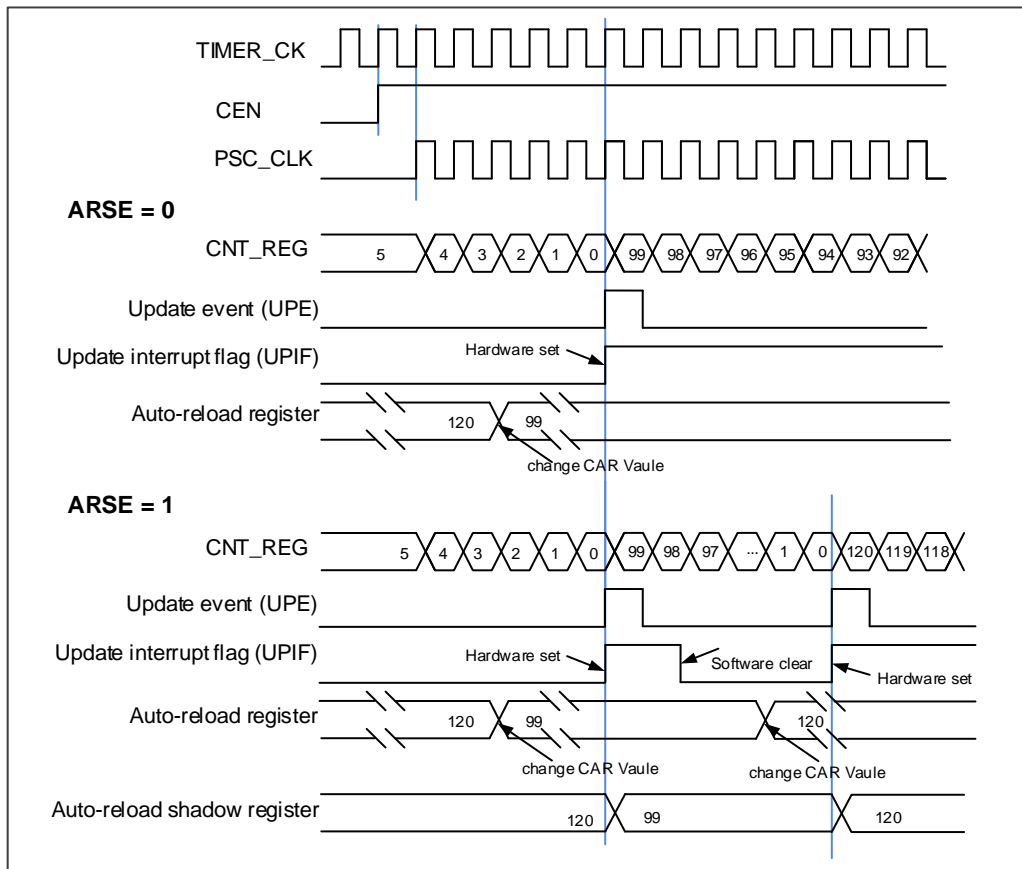 TIMER_CK
CEN
PSC_CLK
ARSE = 0
CNT_REG 5 4 3 2 1 0 99 98 97 96 95 94 93 92
Update event (UPE)
Update interrupt flag (UPIF) Hardware set
Auto-reload register 120 99
change CAR Vaule
ARSE = 1
CNT_REG 5 4 3 2 1 0 99 98 97 ... 1 0 120 119 118
Update event (UPE)
Update interrupt flag (UPIF) Hardware set Software clear Hardware set
Auto-reload register 120 99 120
change CAR Vaule change CAR Vaule
Auto-reload shadow register 120 99 120